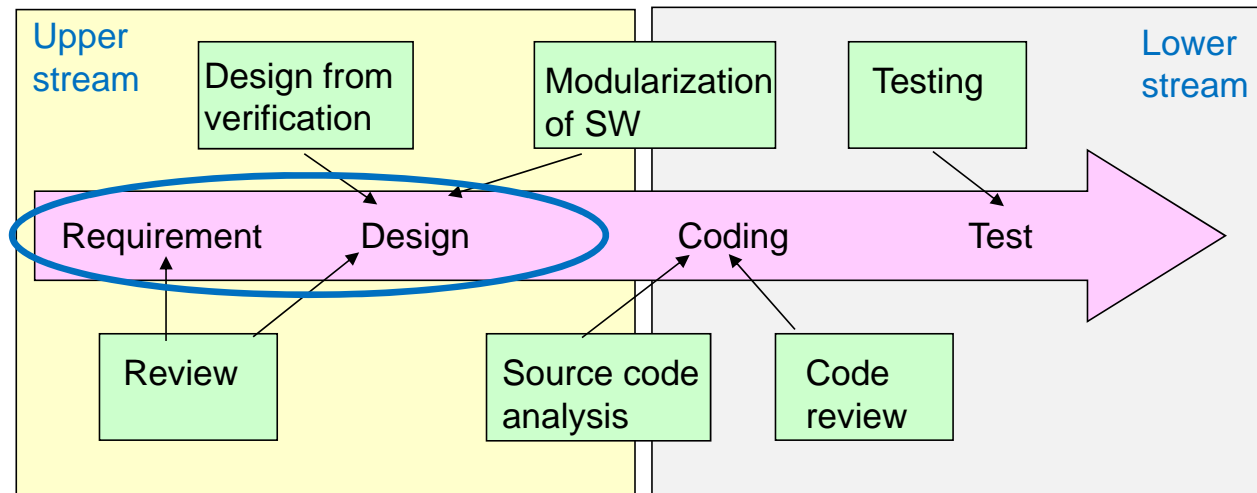 Upper
stream
Design from
verification
Modularization
of SW
Testing
Lower
stream
Requirement
Design
Coding
Test
Review
Source code
analysis
Code
review